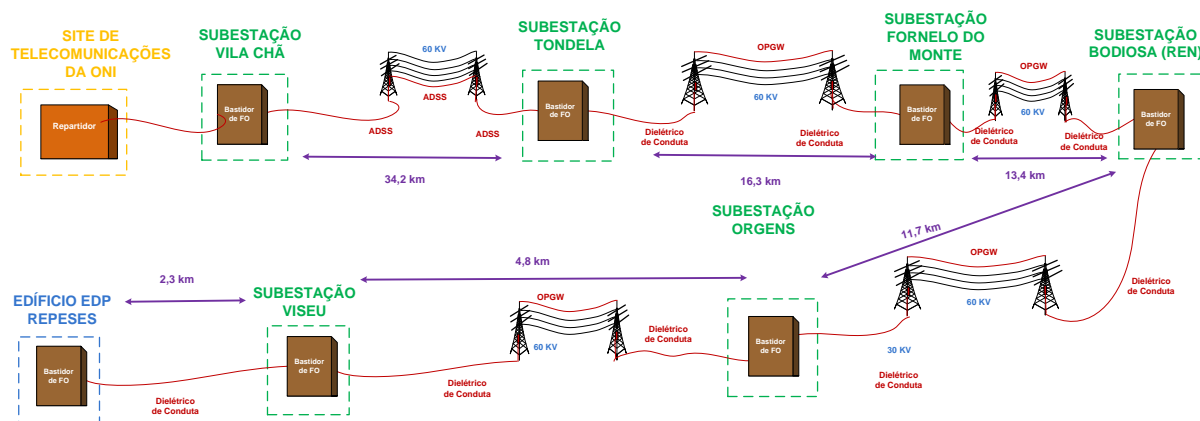 SITE DE
TELECOMUNICAÇÕES
DA ONI
Repartidor
SUBESTAÇÃO
VILA CHÃ
Bastidor
de FO
60 KV
ADSS
ADSS
ADSS
34,2 km
SUBESTAÇÃO
TONDELA
Bastidor
de FO
Dielétrico
de Conduta
OPGW
60 KV
Dielétrico
de Conduta
16,3 km
SUBESTAÇÃO
FORNELO DO
MONTE
Bastidor
de FO
Dielétrico
de Conduta
OPGW
60 KV
Dielétrico
de Conduta
13,4 km
SUBESTAÇÃO
BODIOSA (REN)
Bastidor
de FO
11,7 km
Dielétrico
de Conduta
OPGW
60 KV
30 KV
Dielétrico
de Conduta
SUBESTAÇÃO
ORGENS
Bastidor
de FO
4,8 km
Dielétrico
de Conduta
OPGW
60 KV
Dielétrico
de Conduta
SUBESTAÇÃO
VISEU
Bastidor
de FO
2,3 km
Dielétrico
de Conduta
EDÍFICIO EDP
REPESES
Bastidor
de FO